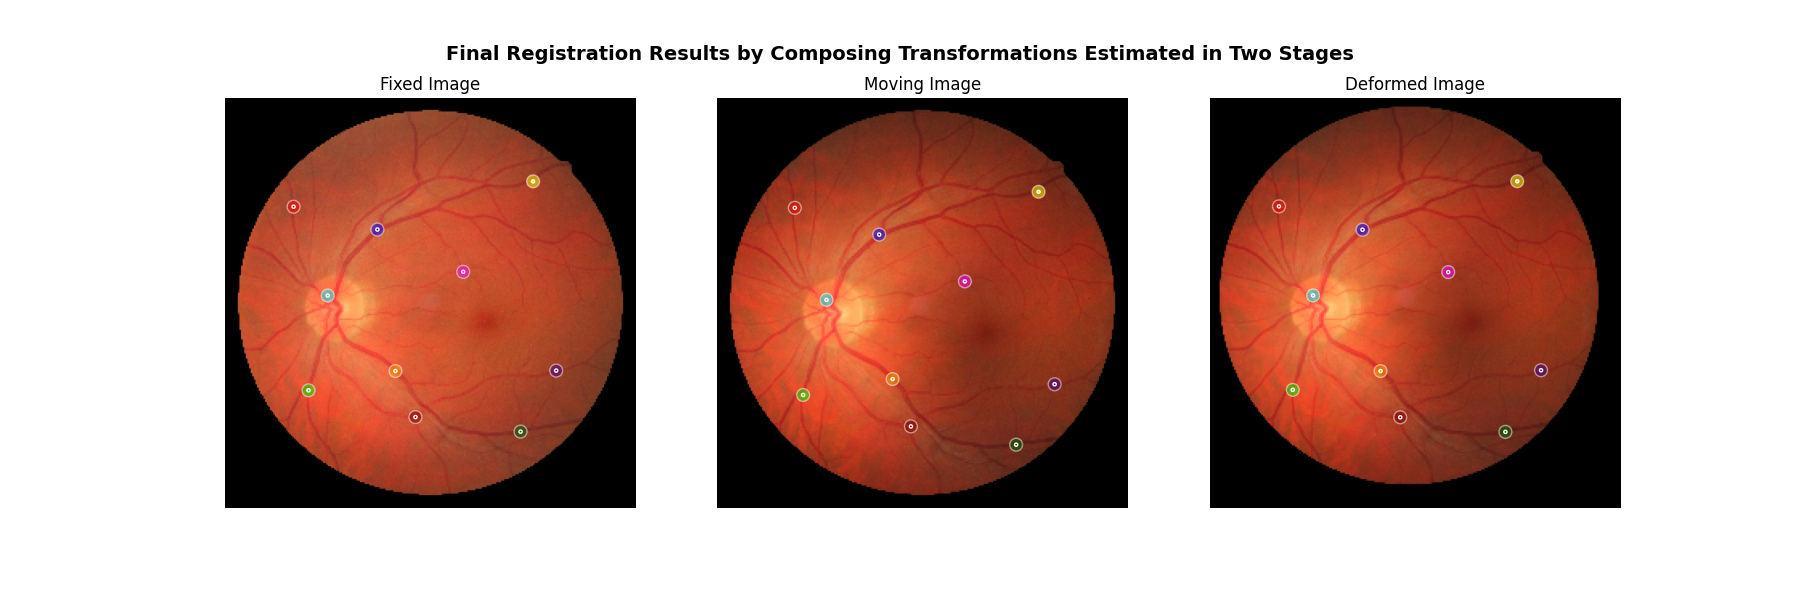 Final Registration Results by Composing Transformations Estimated in Two Stages
Fixed Image
Moving Image
Deformed Image